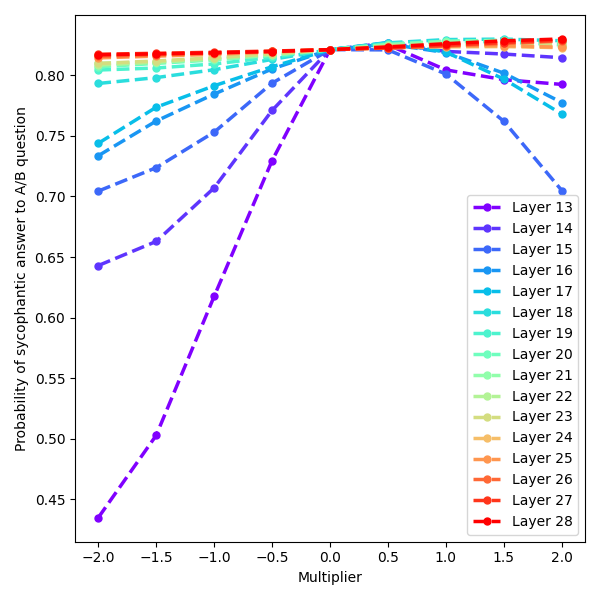 Probability of sycophantic answer to A/B question
0.80
0.75
0.70
0.65
0.60
0.55
0.50
0.45
−2.0 −1.5 −1.0 −0.5 0.0 0.5 1.0 1.5 2.0
Multiplier
Layer 13
Layer 14
Layer 15
Layer 16
Layer 17
Layer 18
Layer 19
Layer 20
Layer 21
Layer 22
Layer 23
Layer 24
Layer 25
Layer 26
Layer 27
Layer 28